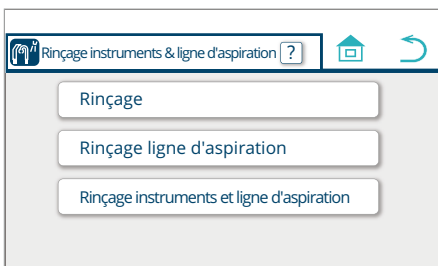 Rinçage instruments & ligne d'aspiration ?
Rinçage
Rinçage ligne d'aspiration
Rinçage instruments et ligne d'aspiration